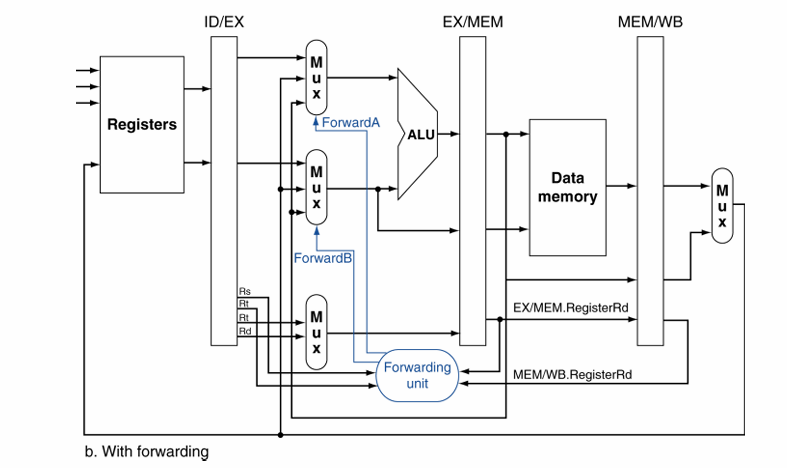 ID/EX
EX/MEM
MEM/WB
Registers
M
u
x
ForwardA
ALU
M
u
x
ForwardB
Data
memory
M
u
x
Rs
Rt
Rt
Rd
M
u
x
EX/MEM.RegisterRd
Forwarding
unit
MEM/WB.RegisterRd
b. With forwarding